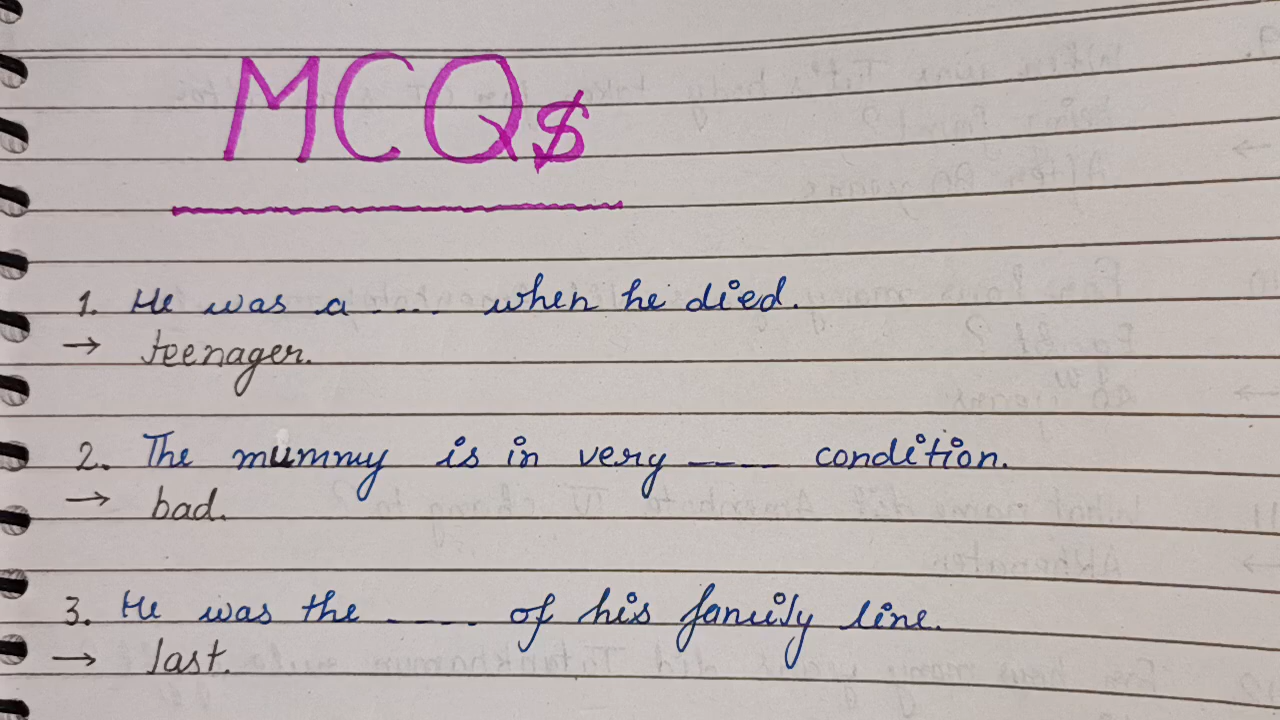 MCQs
1. He was a .... when he died.
→ teenager.
2. The mummy is in very ---- condition.
→ bad.
3. He was the ---- of his family line.
→ last.